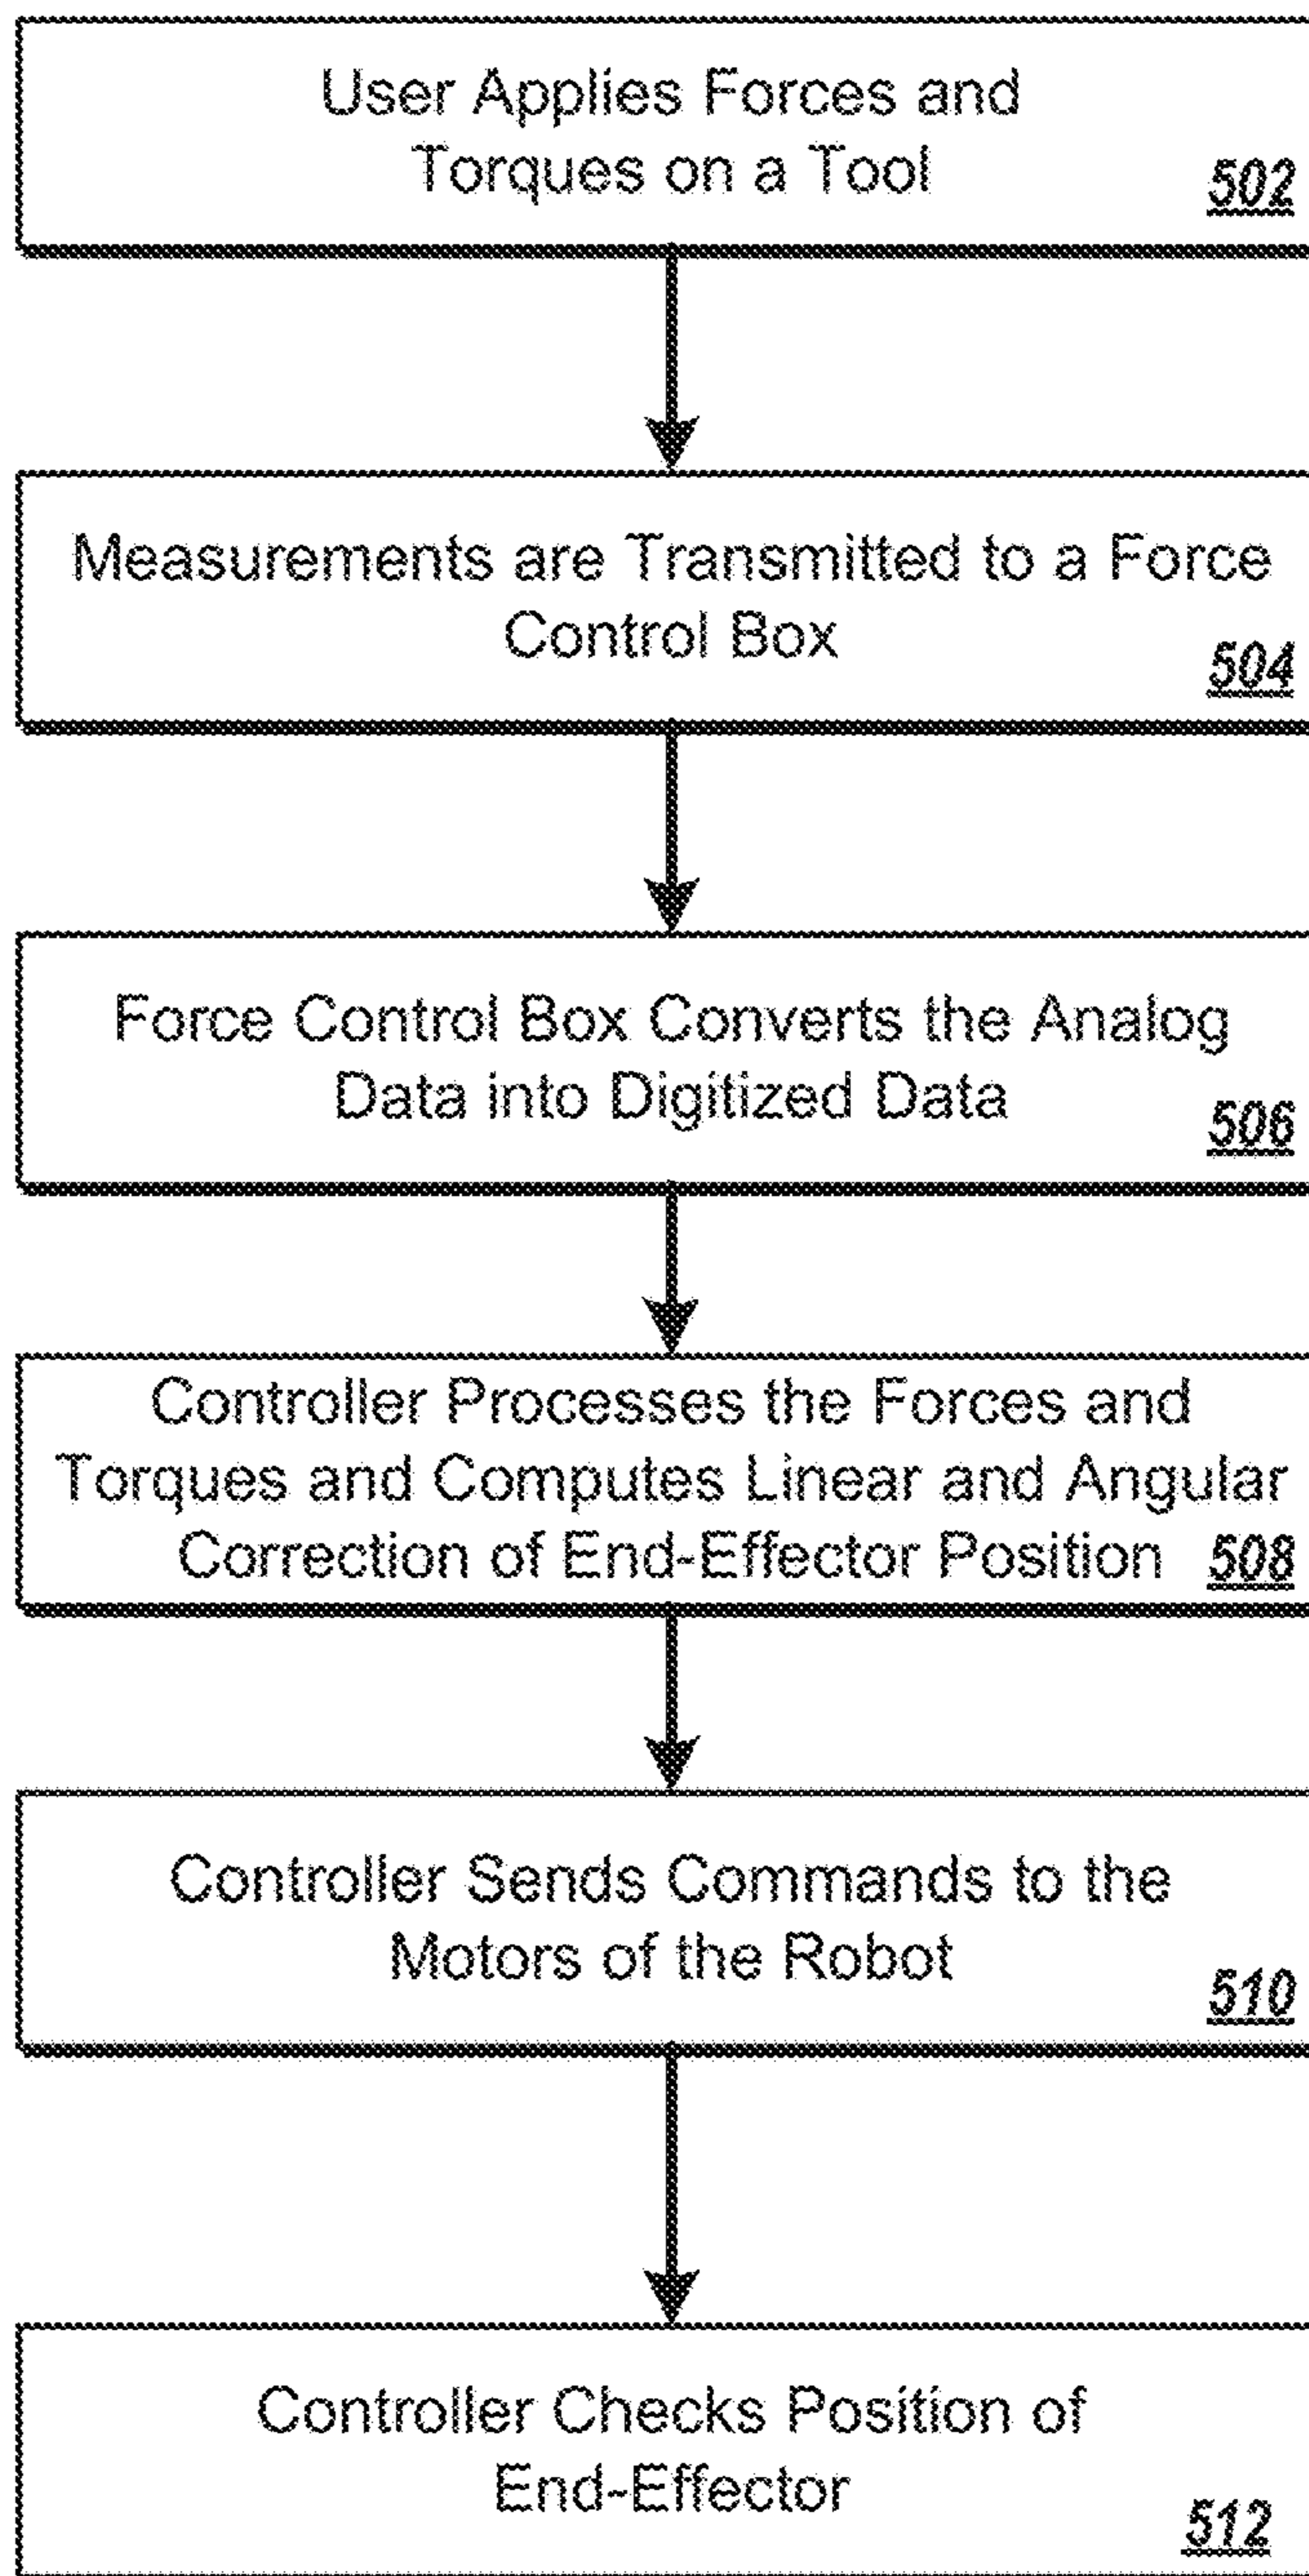 User Applies Forces and
Torques on a Tool
502
Measurements are Transmitted to a Force
Control Box
504
Force Control Box Converts the Analog
Data into Digitized Data
506
Controller Processes the Forces and
Torques and Computes Linear and Angular
Correction of End-Effector Position 508
Controller Sends Commands to the
Motors of the Robot
510
Controller Checks Position of
End-Effector
512